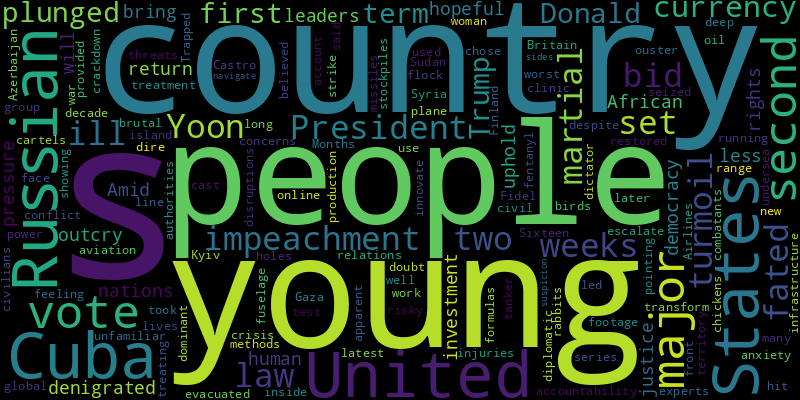 plunged
bring
first
leaders
term
hopeful
woman
Donald
currency
deep
oil
country
Azerbaijan
Russian
Will
war
provided
threats
crackdown
Trapped
return
treatment
Castro
navigate
believed
account
said
strike
missiles
stockpiles
used
Sudan
flock
Syria
plane
Trump
chose
Finland
Britain
sides
worst
clinic
martial
ouster
bid
seized
African
rights
second
group
decade
cartels
ill
brutal
island
Yoon
long
President
set
despite
running
restored
undersea
dire
concerns
Months
use
uphold
fentanyl
civil
dictator
less
range
democracy
new
pressure
face
showing
Amid
authorities
cast
disruptions
online
production
innovate
Fidel
birds
later
people
S
conflict
line
power
outcry
aviation
impeachment
two
Sixteen
escalate
weeks
turmoil
combatants
Airlines
States
fated
infrastructure
civilians
feeling
vote
nations
unfamiliar
took
Kyiv
holes
relations
doubt
well
work
risky
investment
formulas
tanker
young
suspicion
diplomatic
rabbits
led
footage
series
pointing
justice
major
territory
front
chickens
transform
many
anxiety
Cuba
dominant
lives
crisis
methods
human
fuselage
Gaza
test
apparent
latest
injuries
global
denigrated
treating
evacuated
law
inside
United
accountability
experts
hit